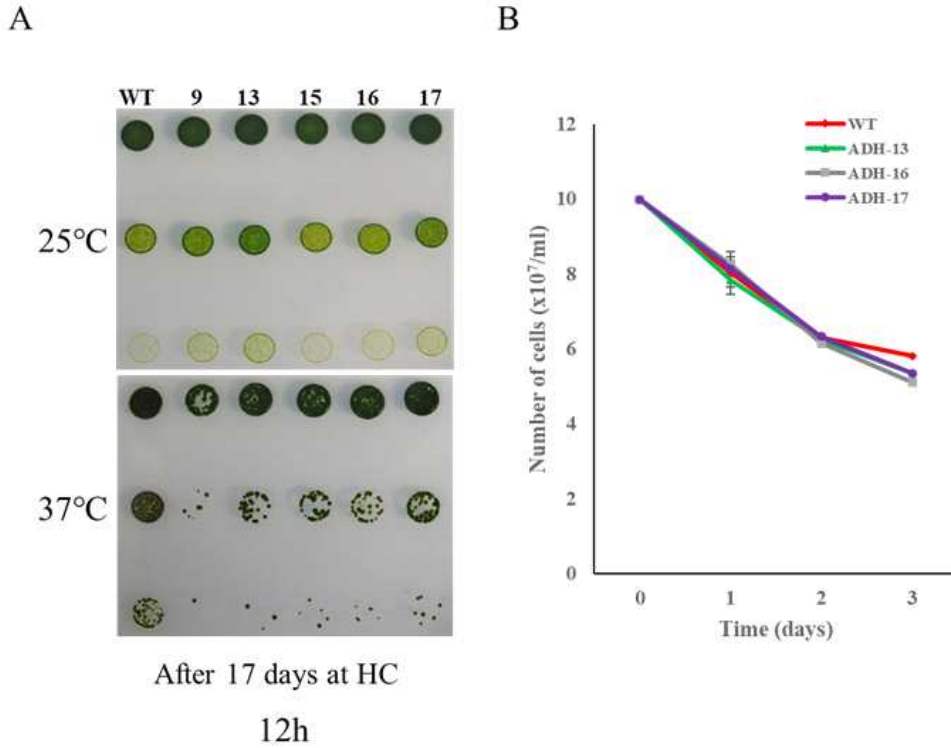 A
WT 9 13 15 16 17
25°C
37°C
After 17 days at HC
12h
B
12
10
8
6
4
2
0
0 1 2 3
Number of cells (x10⁷/ml)
Time (days)
WT
ADH-13
ADH-16
ADH-17